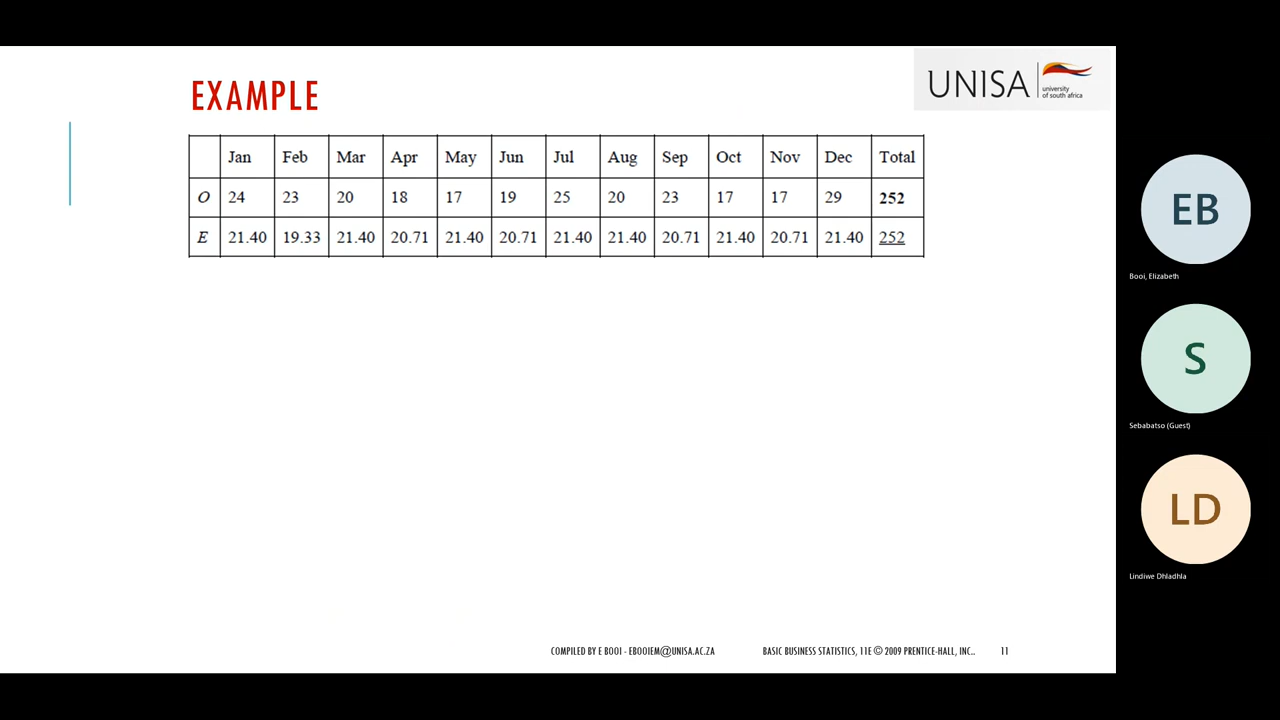 EXAMPLE
UNISA
university
of south africa
Jan Feb Mar Apr May Jun Jul Aug Sep Oct Nov Dec Total
O 24 23 20 18 17 19 25 20 23 17 17 29 252
E 21.40 19.33 21.40 20.71 21.40 20.71 21.40 21.40 20.71 21.40 20.71 21.40 252
EB
Booi, Elizabeth
S
Sebabatso (Guest)
LD
Lindiwe Dhladhla
COMPILED BY E BOOI - EBOOIEM@UNISA.AC.ZA BASIC BUSINESS STATISTICS, 11E © 2009 PRENTICE-HALL, INC.. 11